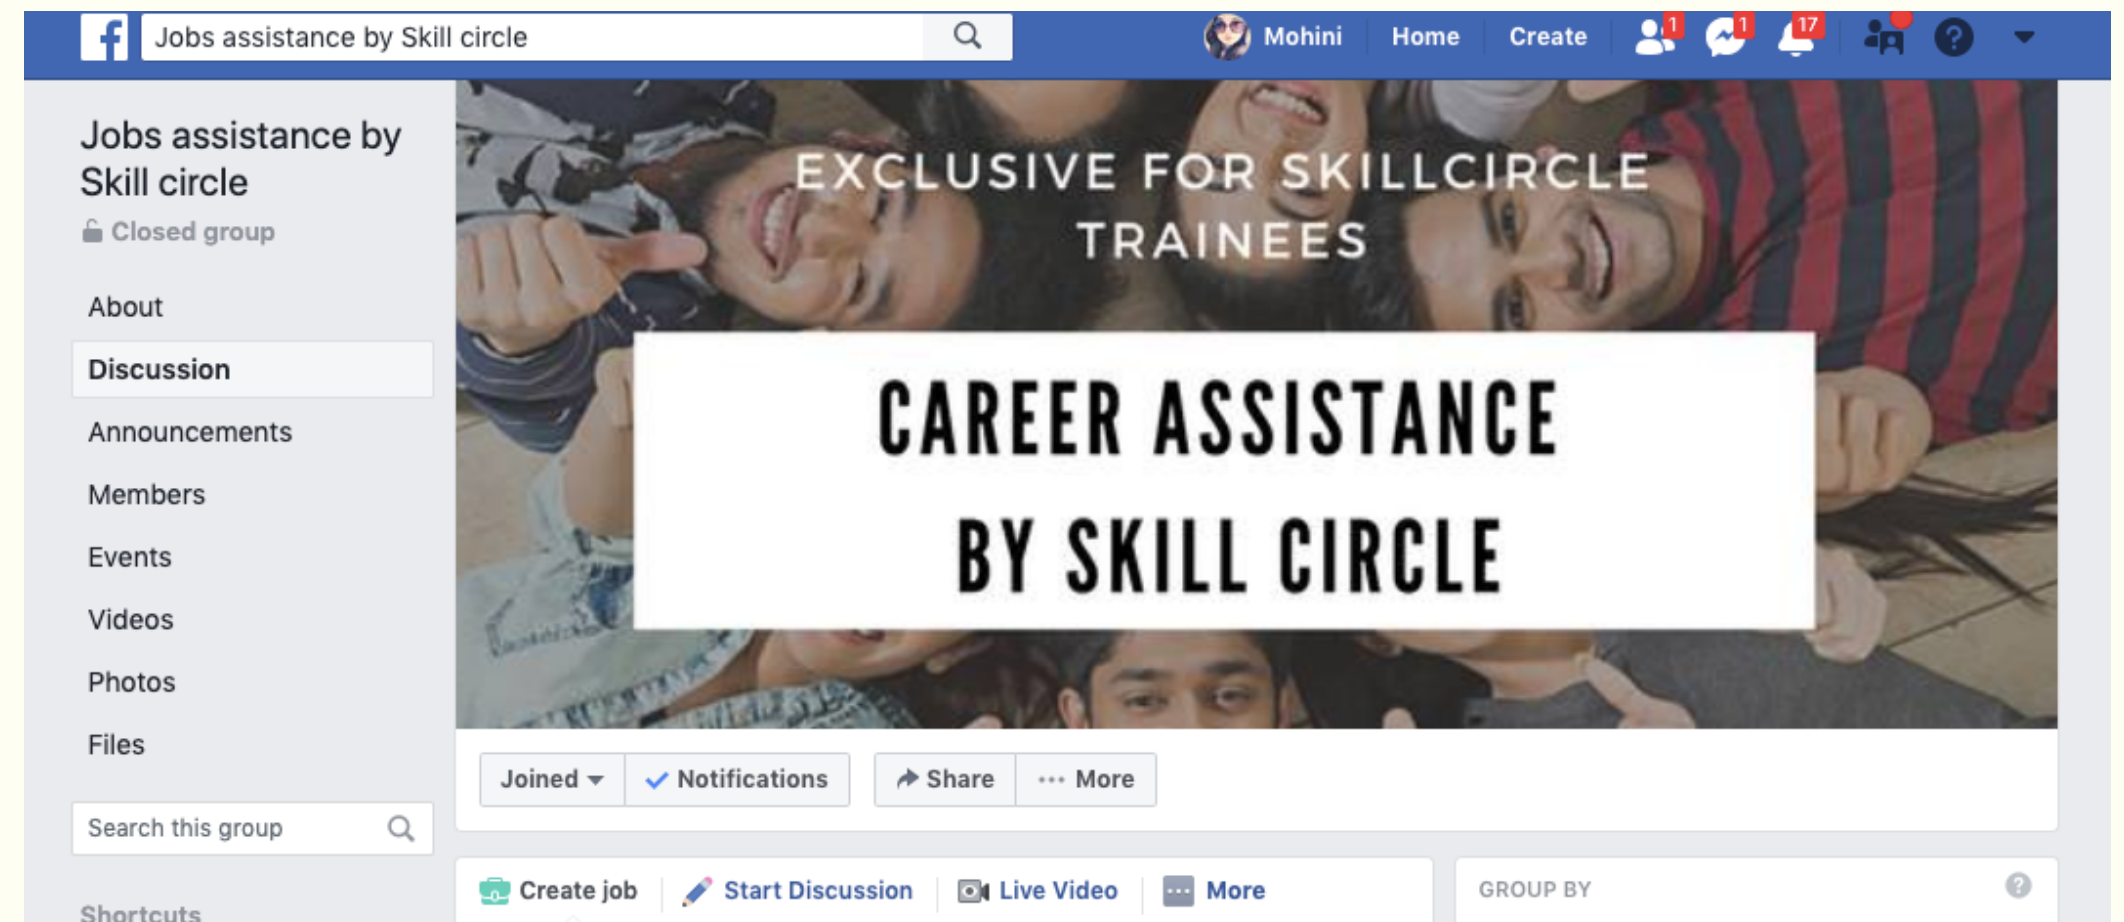 Jobs assistance by Skill circle
Mohini Home Create 1 1 17
Jobs assistance by
Skill circle
Closed group
About
Discussion
Announcements
Members
Events
Videos
Photos
Files
Search this group
Shortcuts
EXCLUSIVE FOR SKILLCIRCLE
TRAINEES
CAREER ASSISTANCE
BY SKILL CIRCLE
Joined Notifications Share More
Create job Start Discussion Live Video More
GROUP BY